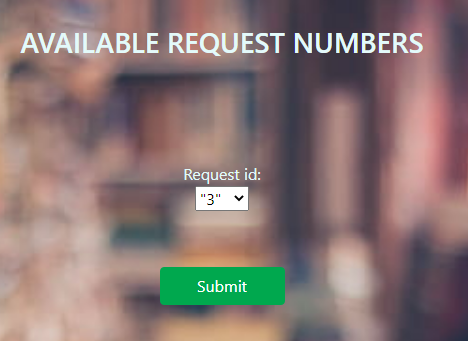 AVAILABLE REQUEST NUMBERS
Request id:
"3"
Submit